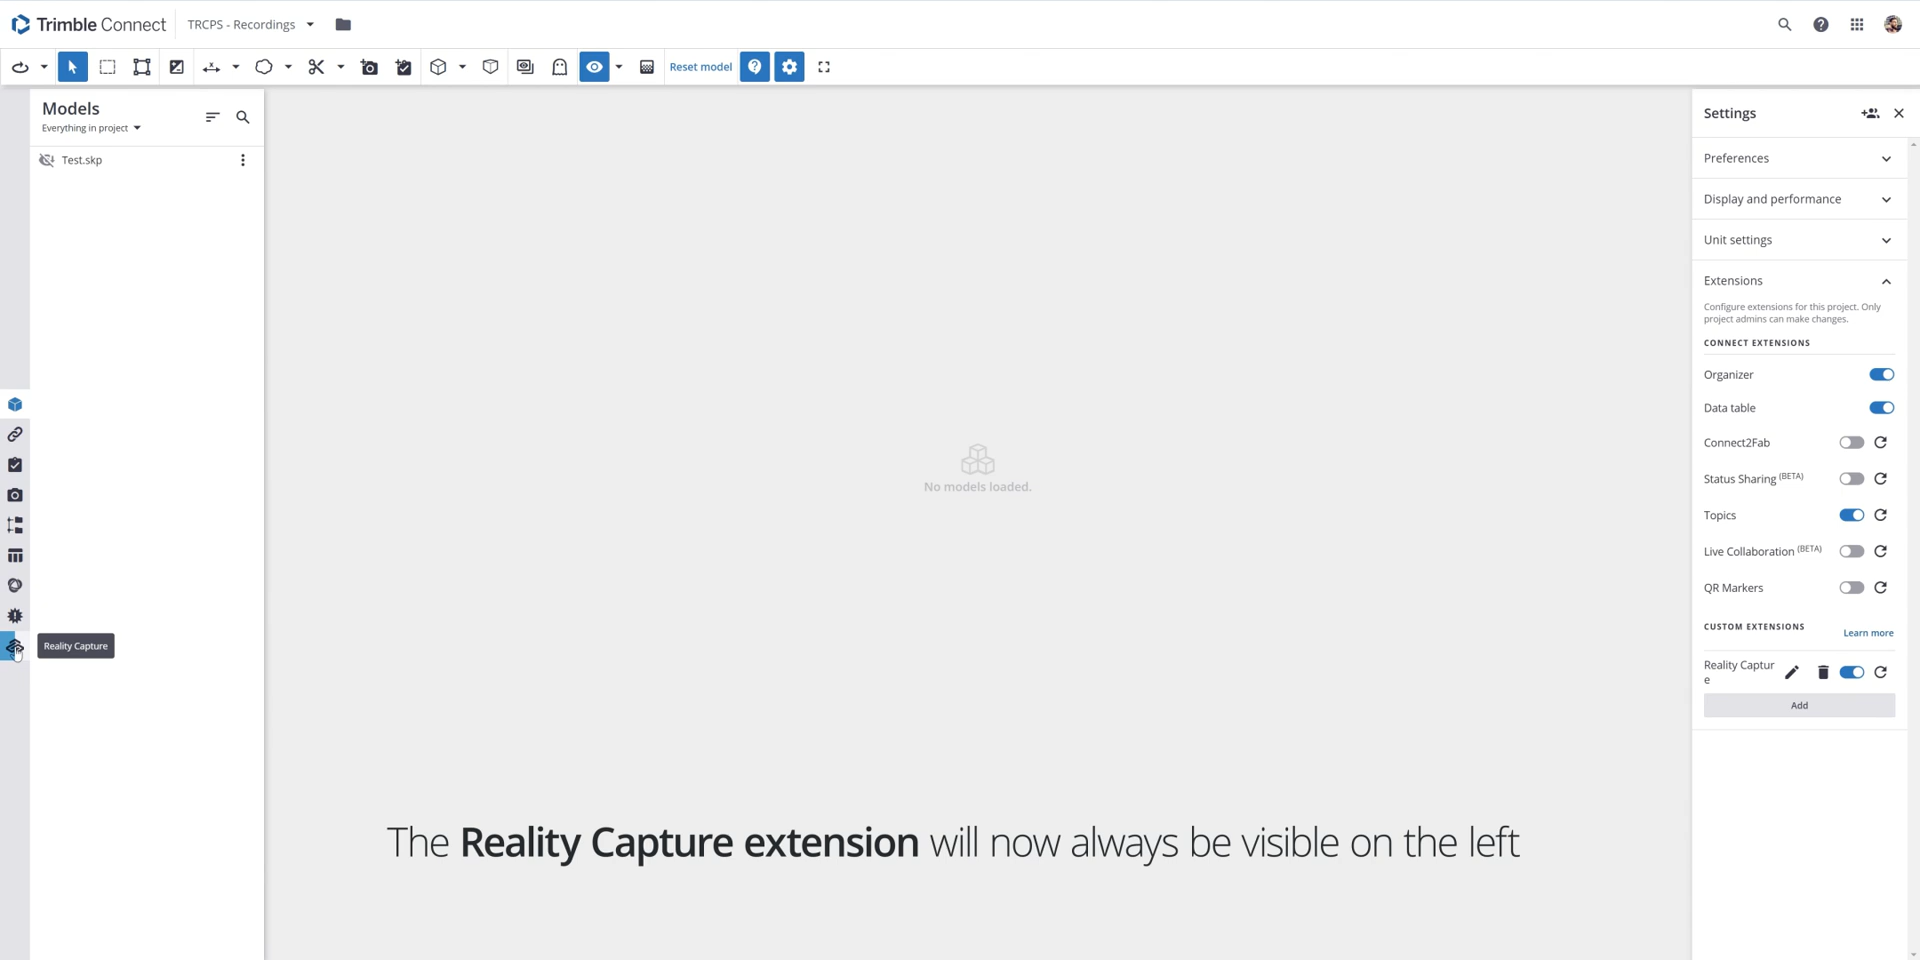 Trimble Connect
TRCPS - Recordings
Reset model
Models
Everything in project
Test.skp
Reality Capture
No models loaded.
The Reality Capture extension will now always be visible on the left
Settings
Preferences
Display and performance
Unit settings
Extensions
Configure extensions for this project. Only
project admins can make changes.
CONNECT EXTENSIONS
Organizer
Data table
Connect2Fab
Status Sharing (BETA)
Topics
Live Collaboration (BETA)
QR Markers
CUSTOM EXTENSIONS
Learn more
Reality Captur
e
Add